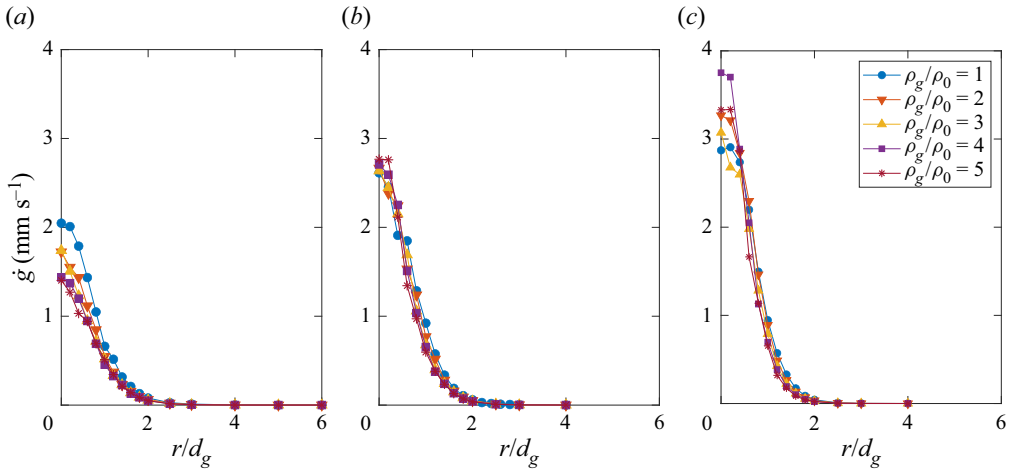 (a)
4
3
2
1
0
2
4
6
r/d_g
ġ (mm s⁻¹)
(b)
4
3
2
1
0
2
4
6
r/d_g
(c)
4
3
2
1
0
2
4
6
r/d_g
ρ_g/ρ_0 = 1
ρ_g/ρ_0 = 2
ρ_g/ρ_0 = 3
ρ_g/ρ_0 = 4
ρ_g/ρ_0 = 5